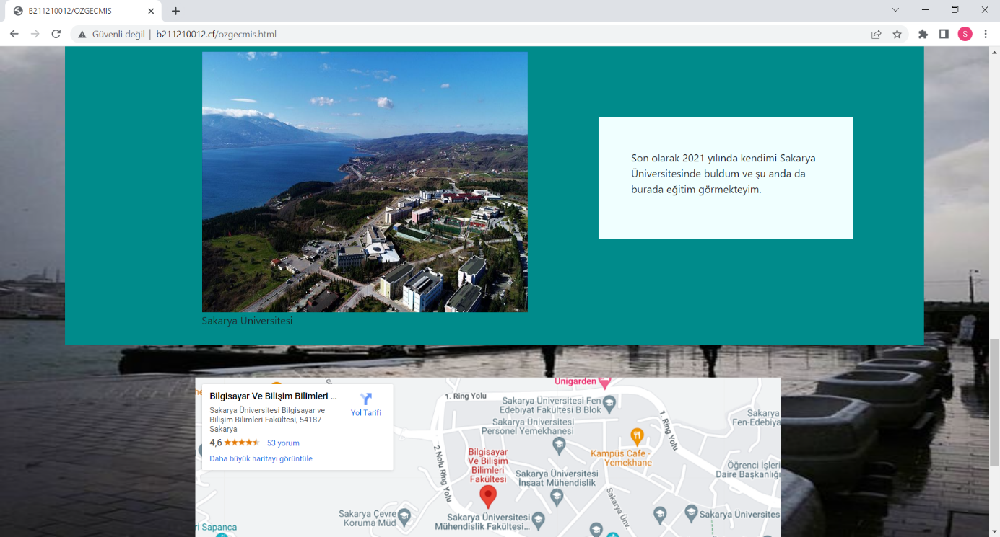 B211210012/OZGECMIS
Güvenli değil
b211210012.cf/ozgecmis.html
S
Son olarak 2021 yılında kendimi Sakarya
Üniversitesinde buldum ve şu anda da
burada eğitim görmekteyim.
Sakarya Üniversitesi
Bilgisayar Ve Bilişim Bilimleri ...
Sakarya Üniversitesi Bilgisayar ve
Bilişim Bilimleri Fakültesi, 54187
Sakarya
4,6
53 yorum
Daha büyük haritayı görüntüle
Yol Tarifi
Unigarden
1. Ring Yolu
Sakarya Üniversitesi Fen
Edebiyat Fakültesi B Blok
Sakarya Üniversitesi
Personel Yemekhanesi
1. Ring Yolu
Sakarya
Fen-Edebiyat
Kampüs Cafe -
Yemekhane
2 Nolu Ring Yolu
Bilgisayar
Ve Bilişim
Bilimleri
Fakültesi
Sakarya Üniversitesi
İnşaat Mühendislik
Öğrenci İşleri
Daire Başkanlığı
Sakarya Ünv.
Sakarya Çevre
Koruma Müd
Sakarya Üniversitesi
Mühendislik Fakültesi...
Sakarya Üniversitesi
Sapanca